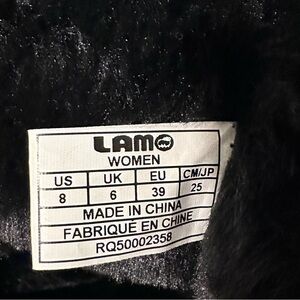 LAMO
WOMEN
US UK EU CM/JP
8 6 39 25
MADE IN CHINA
FABRIQUÉ EN CHINE
RQ50002358